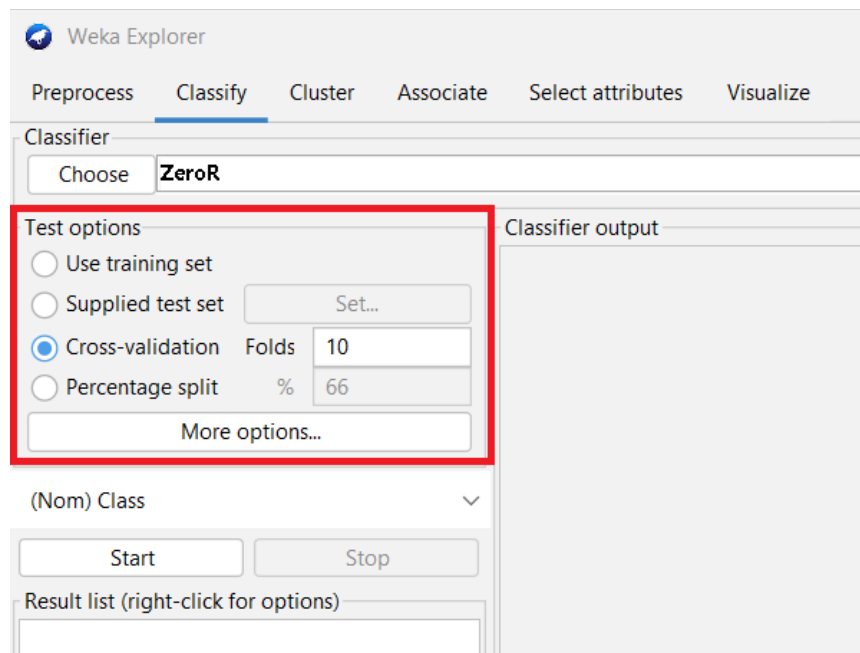 Weka Explorer
Preprocess Classify Cluster Associate Select attributes Visualize
Classifier
Choose ZeroR
Test options
Use training set
Supplied test set Set...
Cross-validation Folds 10
Percentage split % 66
More options...
Classifier output
(Nom) Class
Start Stop
Result list (right-click for options)